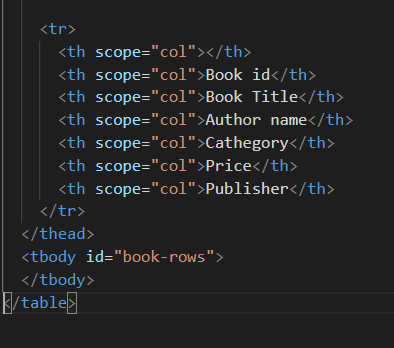 <tr>
<th scope="col"></th>
<th scope="col">Book id</th>
<th scope="col">Book Title</th>
<th scope="col">Author name</th>
<th scope="col">Cathegory</th>
<th scope="col">Price</th>
<th scope="col">Publisher</th>
</tr>
</thead>
<tbody id="book-rows">
</tbody>
</table>